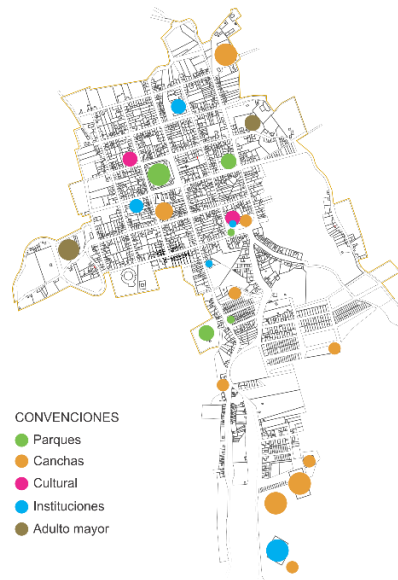 CONVENCIONES
Parques
Canchas
Cultural
Instituciones
Adulto mayor